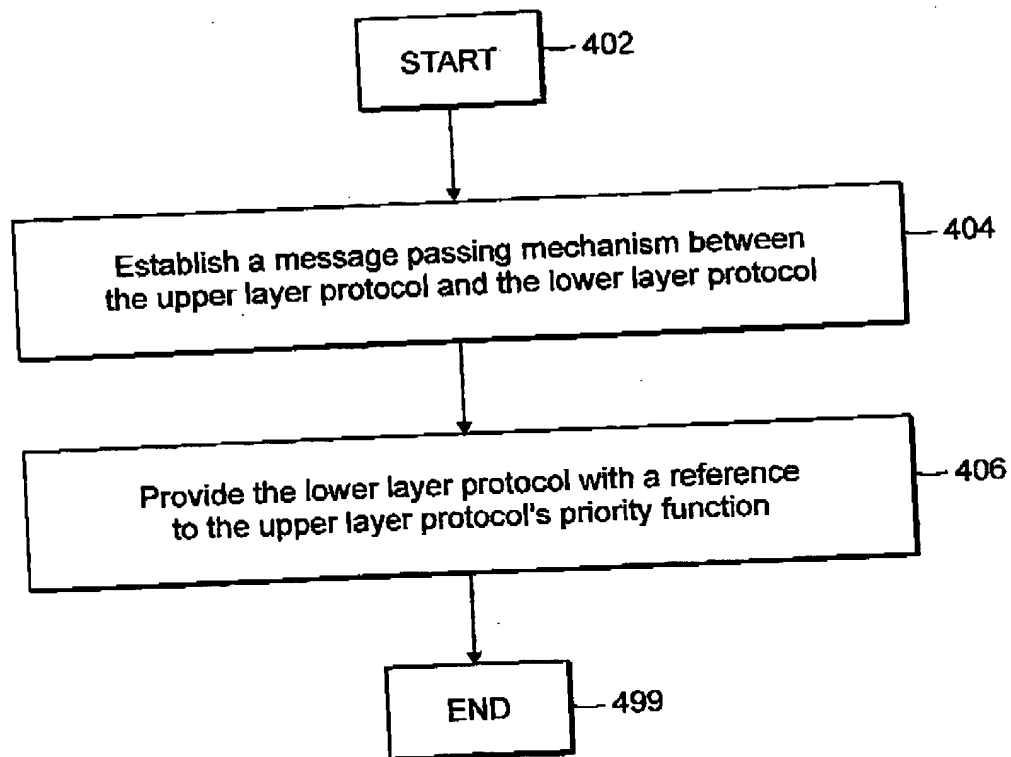 START
402
Establish a message passing mechanism between
the upper layer protocol and the lower layer protocol
404
Provide the lower layer protocol with a reference
to the upper layer protocol's priority function
406
END
499